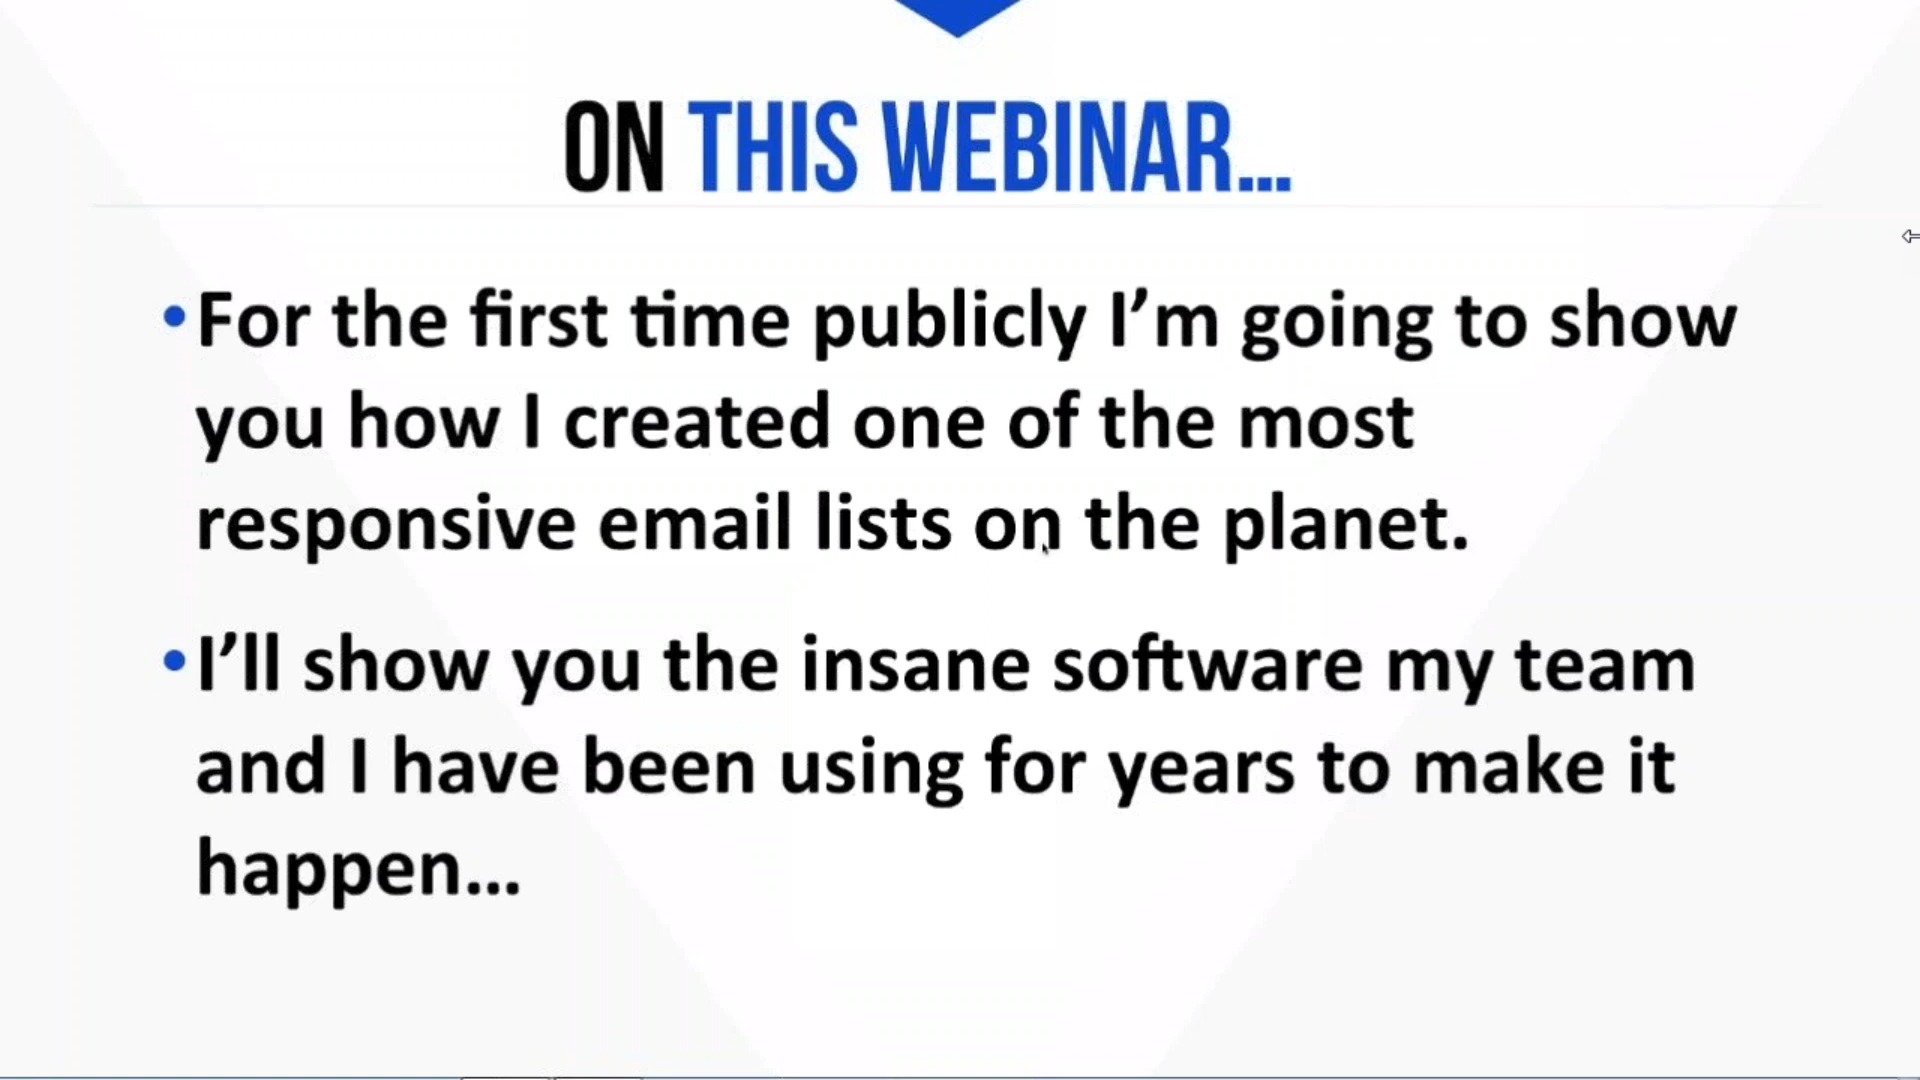 ON THIS WEBINAR...
•For the first time publicly I’m going to show
you how I created one of the most
responsive email lists on the planet.
•I’ll show you the insane software my team
and I have been using for years to make it
happen...